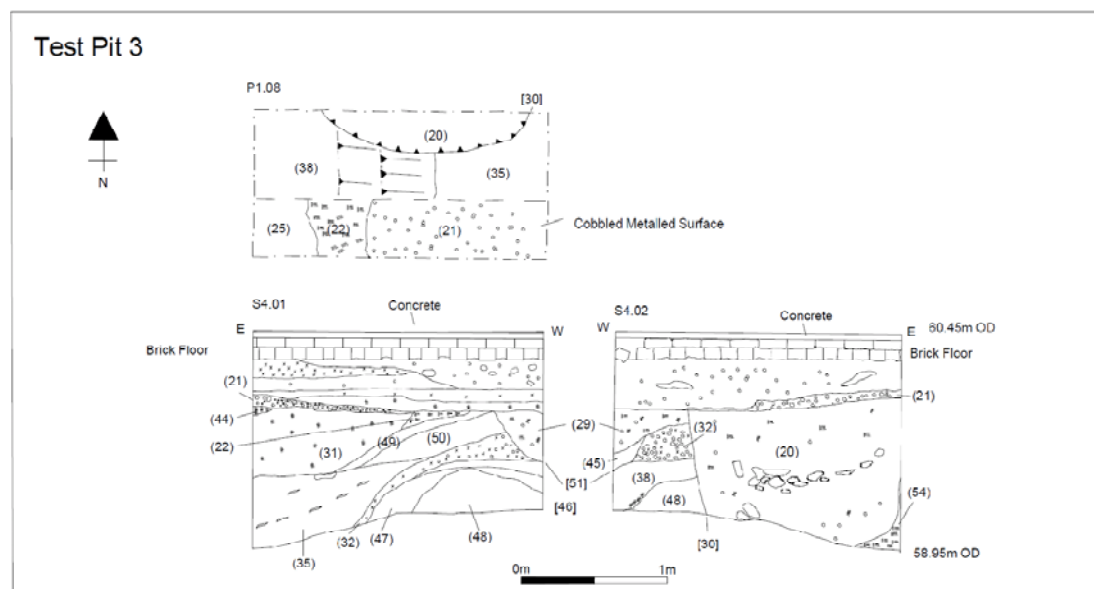 Test Pit 3
P1.08
[30]
(20)
N
(38)
(35)
(25)
(22)
(21)
Cobbled Metalled Surface
S4.01
Concrete
E
W
Brick Floor
(21)
(44)
(22)
(49)
(50)
(31)
(29)
[51]
[46]
(32)
(47)
(48)
(35)
S4.02
Concrete
W
E
60.45m OD
Brick Floor
(21)
(32)
(20)
(45)
(38)
(48)
(54)
[30]
58.95m OD
0m
1m